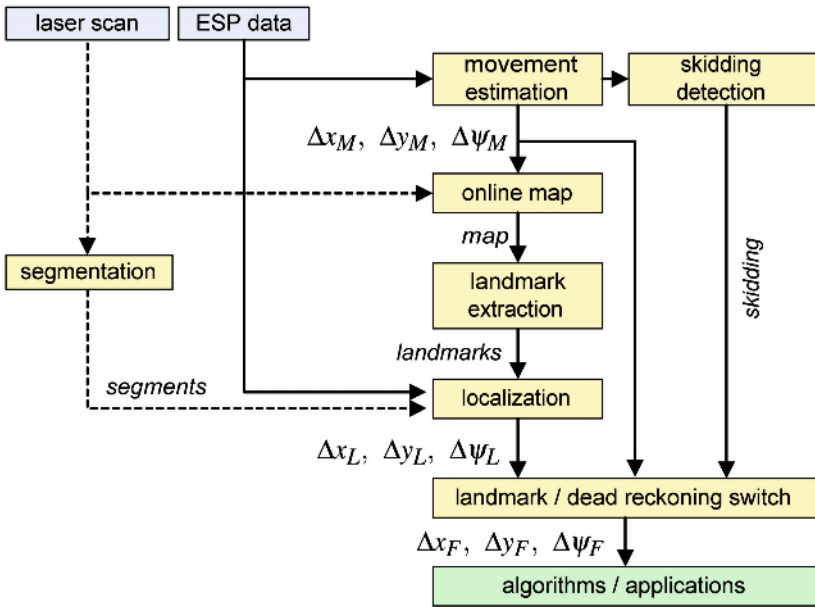 laser scan
ESP data
movement
estimation
skidding
detection
Δx_M, Δy_M, Δψ_M
online map
map
segmentation
landmark
extraction
skidding
landmarks
segments
localization
Δx_L, Δy_L, Δψ_L
landmark / dead reckoning switch
Δx_F, Δy_F, Δψ_F
algorithms / applications